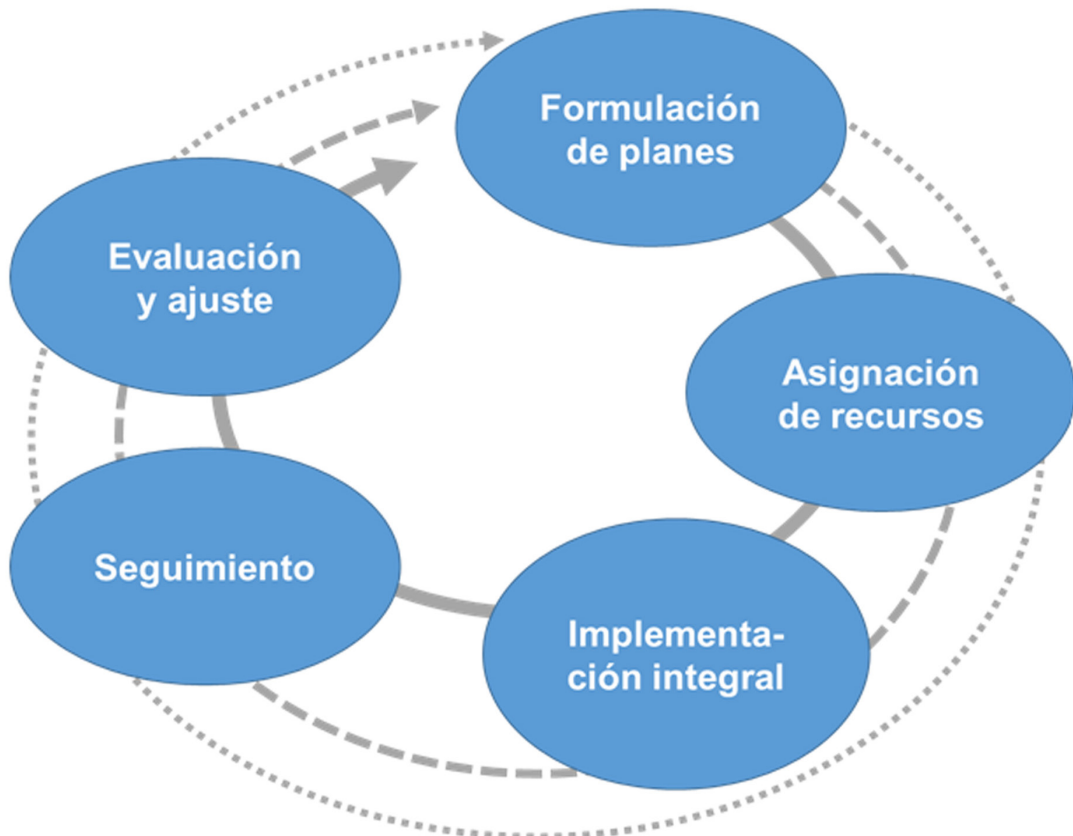 Formulación
de planes
Asignación
de recursos
Implementa-
ción integral
Seguimiento
Evaluación
y ajuste